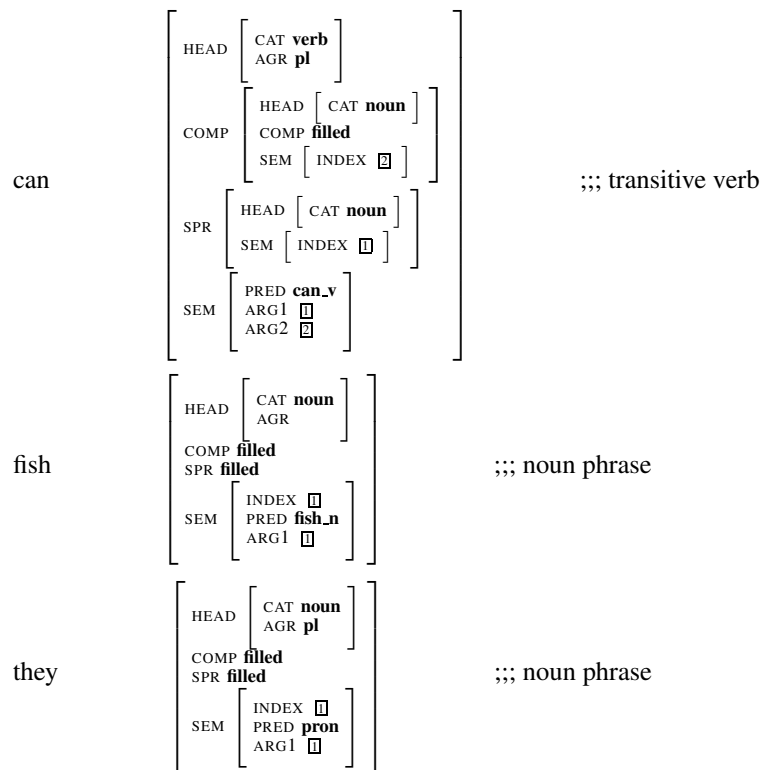 HEAD [ CAT verb
AGR pl ]
COMP [ HEAD [ CAT noun ]
COMP filled
SEM [ INDEX 2 ] ]
can ;;; transitive verb
SPR [ HEAD [ CAT noun ]
SEM [ INDEX 1 ] ]
SEM [ PRED can_v
ARG1 1
ARG2 2 ]
HEAD [ CAT noun
AGR ]
COMP filled
fish ;;; noun phrase
SPR filled
SEM [ INDEX 1
PRED fish_n
ARG1 1 ]
HEAD [ CAT noun
AGR pl ]
COMP filled
they ;;; noun phrase
SPR filled
SEM [ INDEX 1
PRED pron
ARG1 1 ]